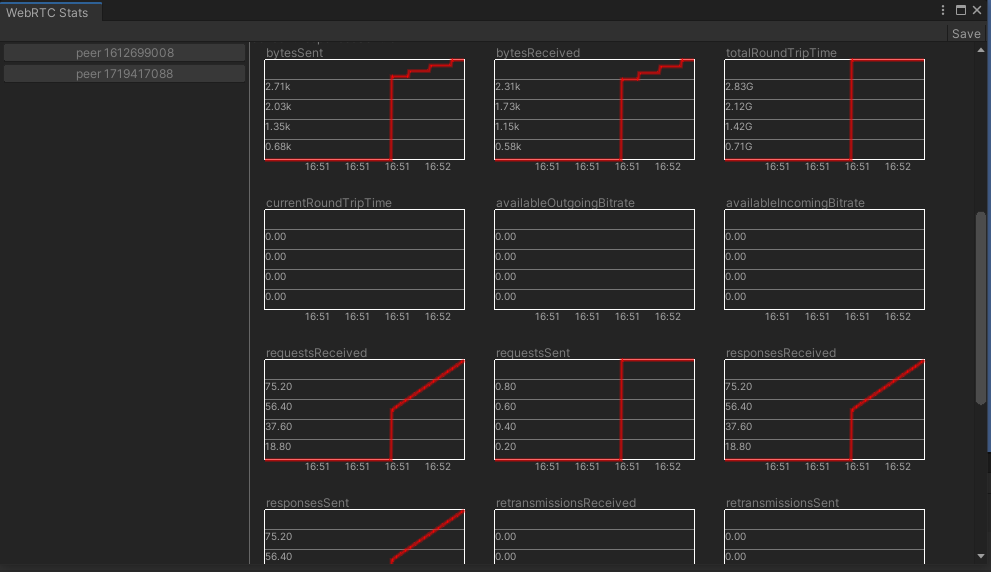 WebRTC Stats
Save
peer 1612699008
peer 1719417088
bytesSent
2.71k
2.03k
1.35k
0.68k
16:51 16:51 16:51 16:52
bytesReceived
2.31k
1.73k
1.15k
0.58k
16:51 16:51 16:51 16:52
totalRoundTripTime
2.83G
2.12G
1.42G
0.71G
16:51 16:51 16:51 16:52
currentRoundTripTime
0.00
0.00
0.00
0.00
16:51 16:51 16:51 16:52
availableOutgoingBitrate
0.00
0.00
0.00
0.00
16:51 16:51 16:51 16:52
availableIncomingBitrate
0.00
0.00
0.00
0.00
16:51 16:51 16:51 16:52
requestsReceived
75.20
56.40
37.60
18.80
16:51 16:51 16:51 16:52
requestsSent
0.80
0.60
0.40
0.20
16:51 16:51 16:51 16:52
responsesReceived
75.20
56.40
37.60
18.80
16:51 16:51 16:51 16:52
responsesSent
75.20
56.40
retransmissionsReceived
0.00
0.00
retransmissionsSent
0.00
0.00